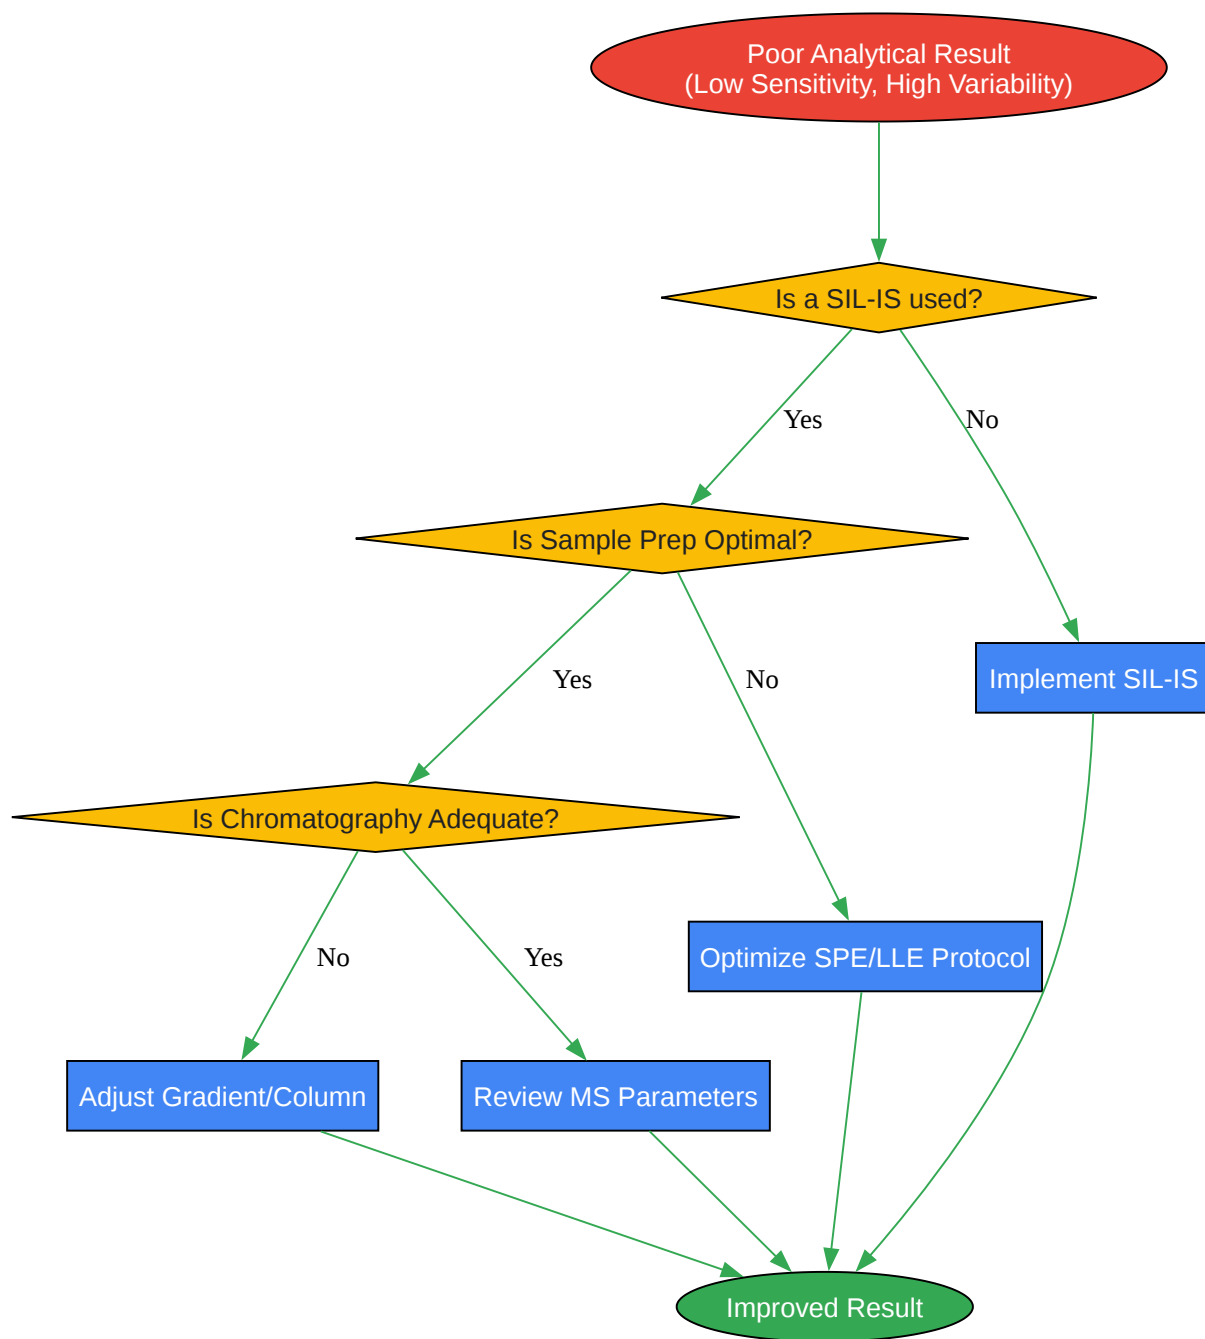 Poor Analytical Result
(Low Sensitivity, High Variability)
Is a SIL-IS used?
Yes
No
Is Sample Prep Optimal?
Yes
No
Implement SIL-IS
Is Chromatography Adequate?
No
Yes
Optimize SPE/LLE Protocol
Adjust Gradient/Column
Review MS Parameters
Improved Result